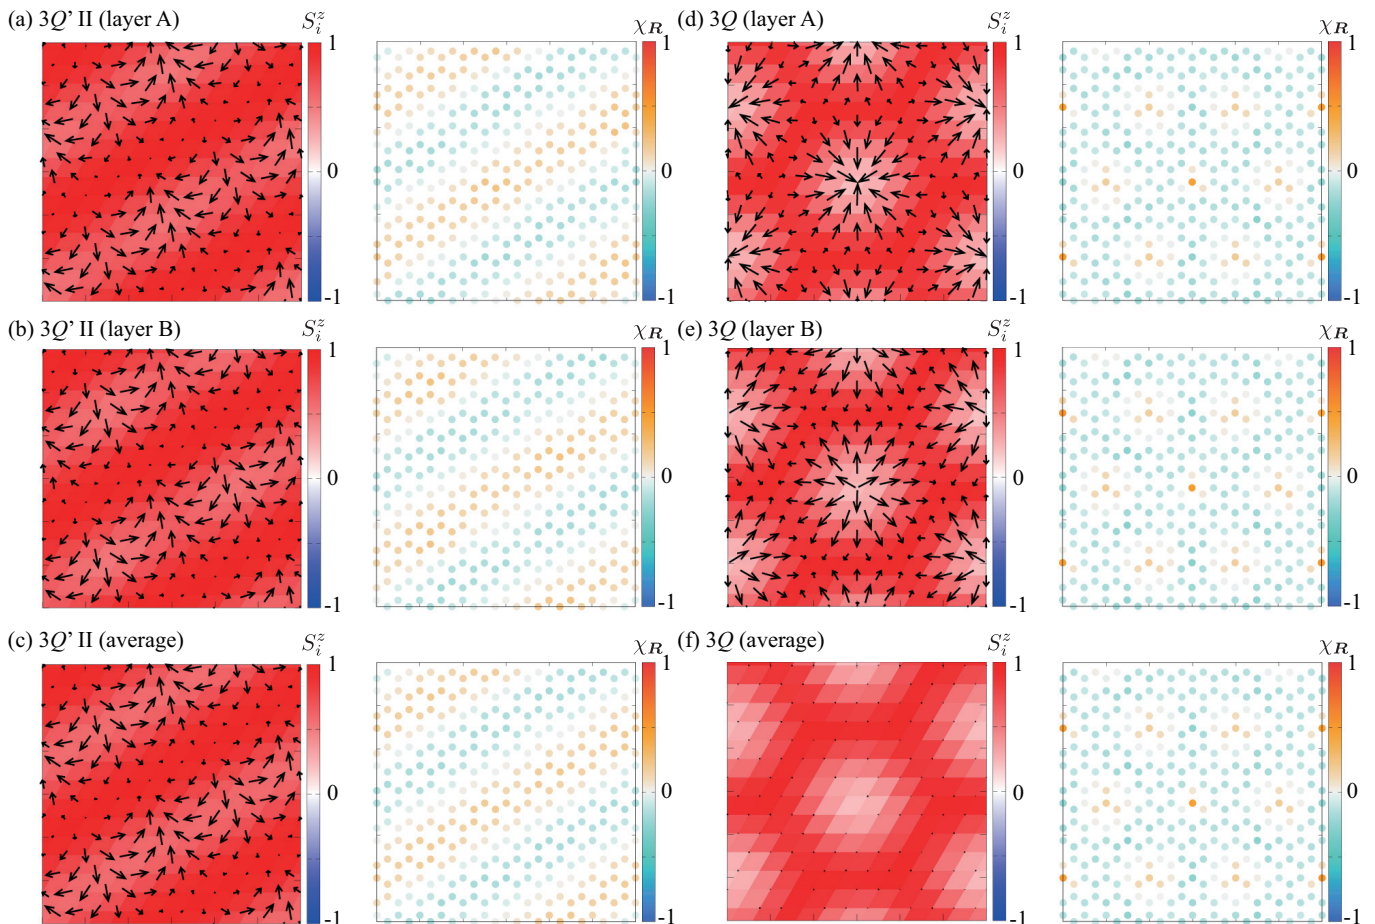 (a) 3Q’ II (layer A) S_i^z χ_R (d) 3Q (layer A) S_i^z χ_R
1 1 1 1
0 0 0 0
-1 -1 -1 -1
(b) 3Q’ II (layer B) S_i^z χ_R (e) 3Q (layer B) S_i^z χ_R
1 1 1 1
0 0 0 0
-1 -1 -1 -1
(c) 3Q’ II (average) S_i^z χ_R (f) 3Q (average) S_i^z χ_R
1 1 1 1
0 0 0 0
-1 -1 -1 -1